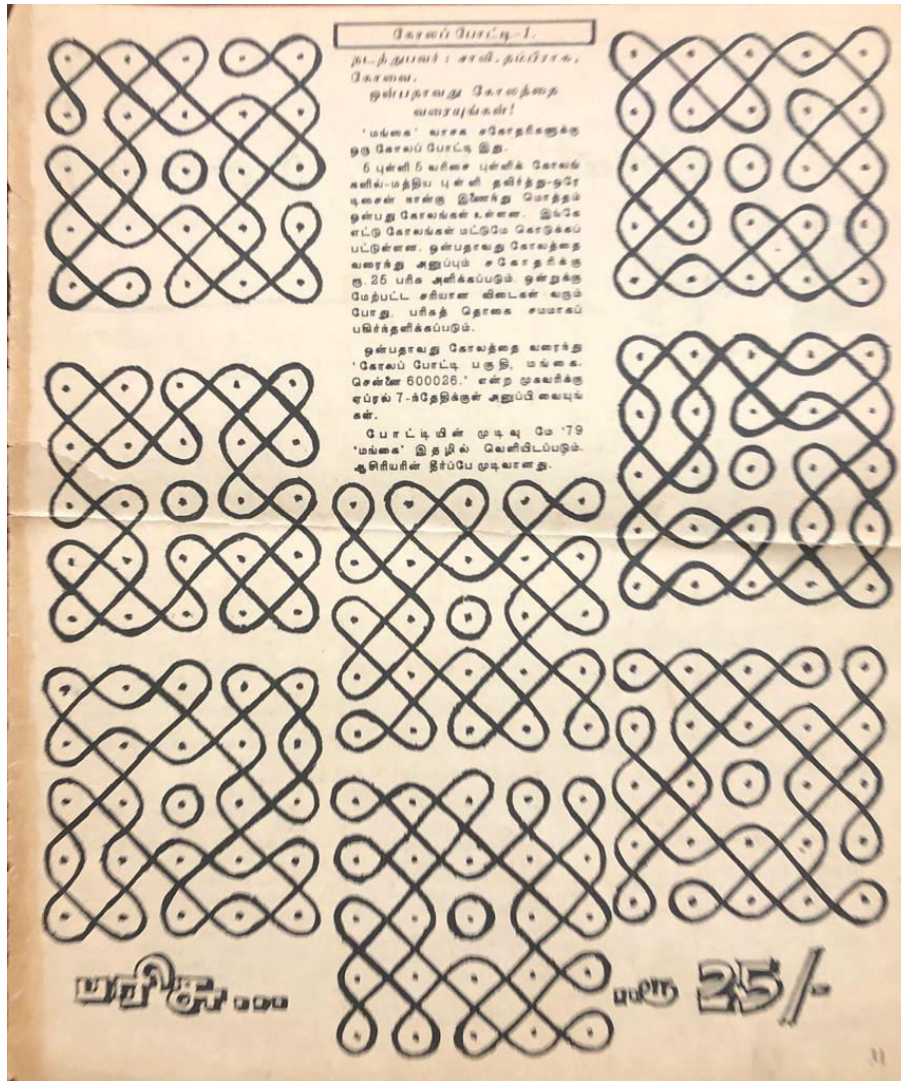 கோலப் போட்டி-1.
நடத்துபவர் : சாலி. தம்பிராசு,
கோவை.
ஒன்பதாவது கோலத்தை
வரையுங்கள்!
'மங்கை' வாசக சகோதரிகளுக்கு
ஒரு கோலப் போட்டி இது.
5 புள்ளி 5 வரிசை புள்ளிக் கோலங்
களில்-மத்திய புள்ளி தவிர்த்து-ஒரே
டிசைன் நான்கு இணைந்து மொத்தம்
ஒன்பது கோலங்கள் உள்ளன. இங்கே
எட்டு கோலங்கள் மட்டுமே கொடுக்கப்
பட்டுள்ளன. ஒன்பதாவது கோலத்தை
வரைந்து அனுப்பும் சகோதரிக்கு
ரூ. 25 பரிசு அளிக்கப்படும். ஒன்றுக்கு
மேற்பட்ட சரியான விடைகள் வரும்
போது. பரிசுத் தொகை சமமாகப்
பகிர்ந்தளிக்கப்படும்.
ஒன்பதாவது கோலத்தை வரைந்து
'கோலப் போட்டி பகுதி, மங்கை.
சென்னை 600026.' என்ற முகவரிக்கு
ஏப்ரல் 7-ந்தேதிக்குள் அனுப்பி வையுங்
கள்.
போட்டியின் முடிவு மே '79
'மங்கை' இதழில் வெளியிடப்படும்.
ஆசிரியரின் தீர்ப்பே முடிவானது.
பரிசு... ...ரூ 25/-
31